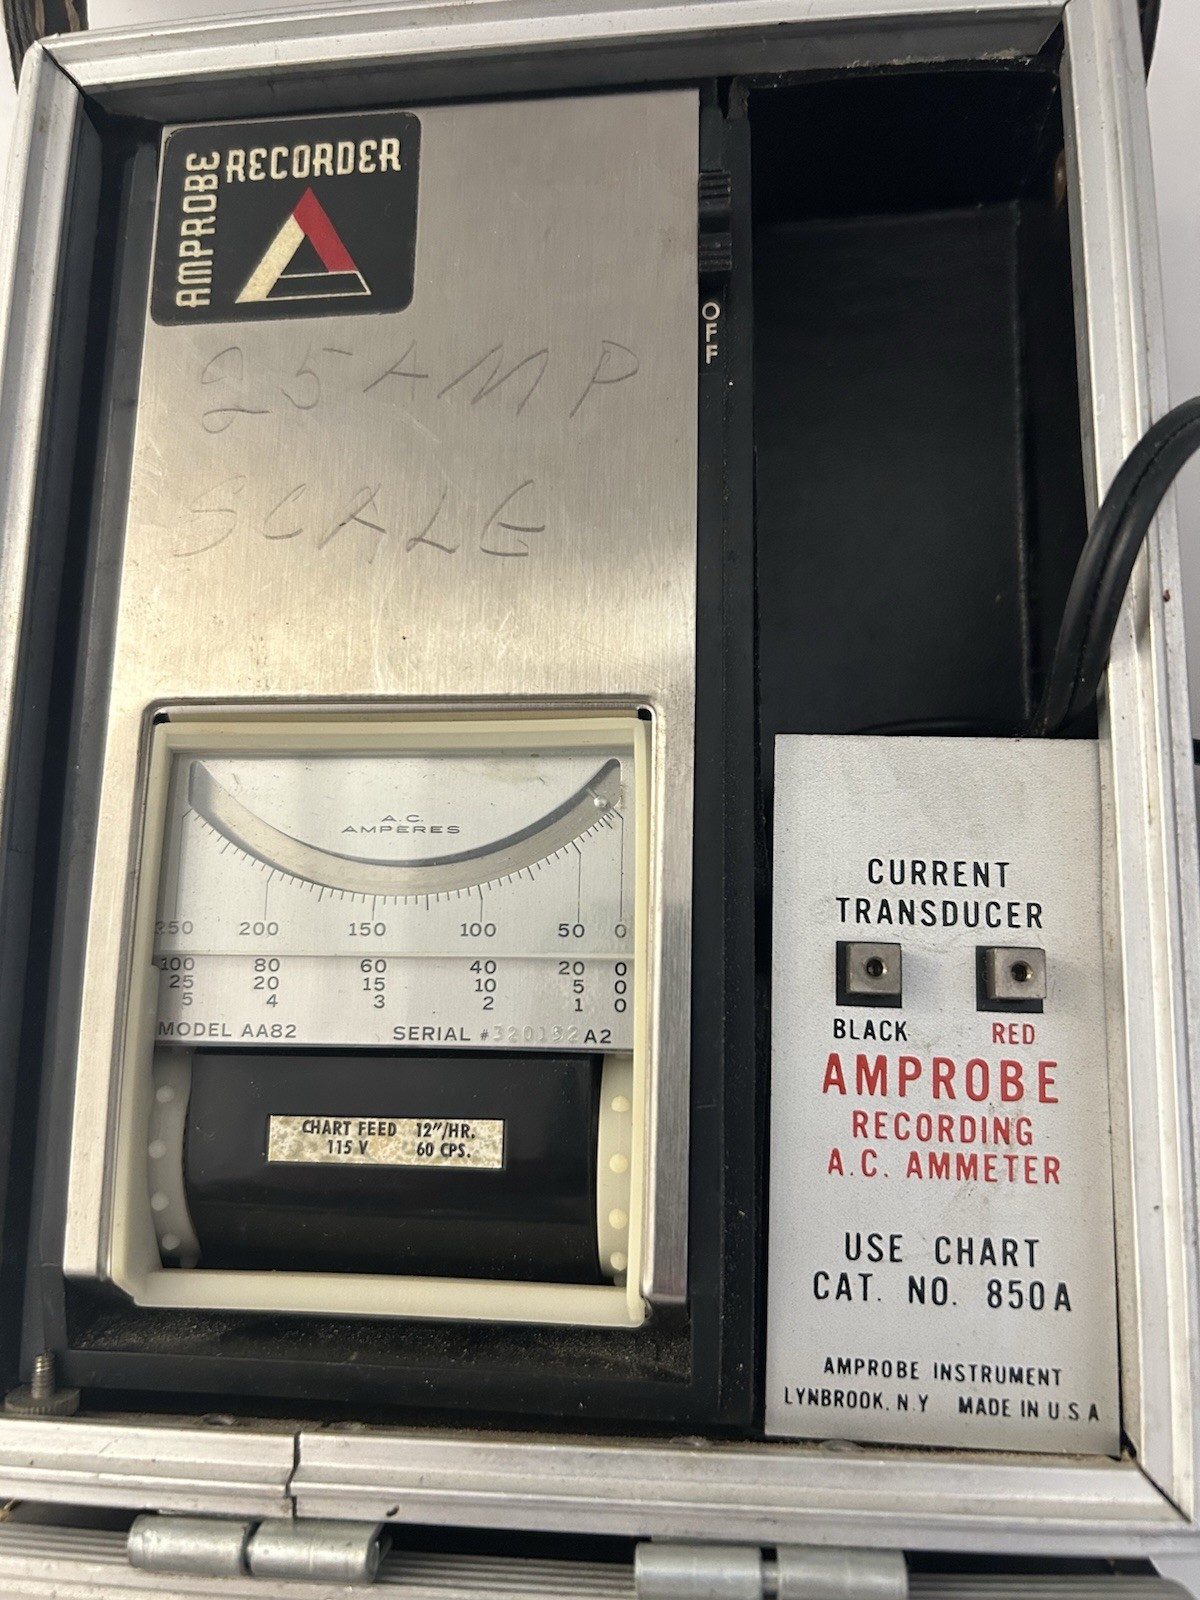 AMPROBE
RECORDER
OFF
25 AMP
SCALE
A.C.
AMPERES
250 200 150 100 50 0
100 80 60 40 20 0
25 20 15 10 5 0
5 4 3 2 1 0
MODEL AA82 SERIAL # A2
CHART FEED 12"/HR.
115 V 60 CPS.
CURRENT
TRANSDUCER
BLACK RED
AMPROBE
RECORDING
A.C. AMMETER
USE CHART
CAT. NO. 850A
AMPROBE INSTRUMENT
LYNBROOK, N.Y MADE IN U S A